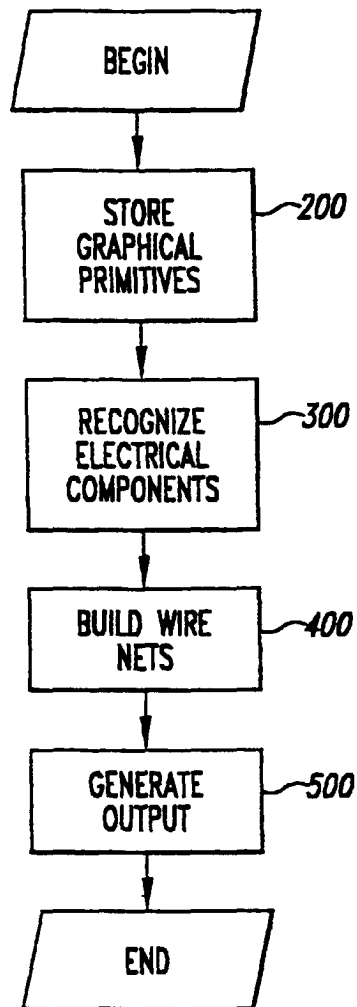 BEGIN
STORE
200
GRAPHICAL
PRIMITIVES
RECOGNIZE
300
ELECTRICAL
COMPONENTS
BUILD WIRE
400
NETS
GENERATE
500
OUTPUT
END